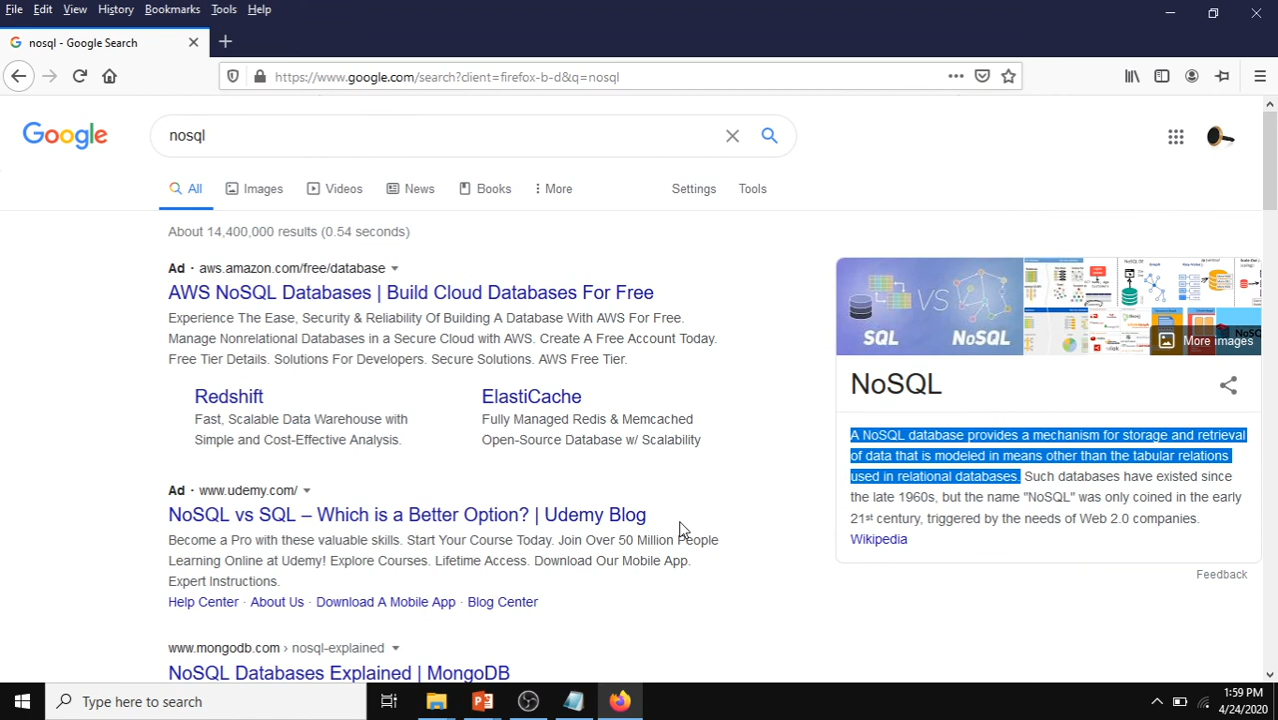 File Edit View History Bookmarks Tools Help
nosql - Google Search
https://www.google.com/search?client=firefox-b-d&q=nosql
Google
nosql
All Images Videos News Books More Settings Tools
About 14,400,000 results (0.54 seconds)
Ad · aws.amazon.com/free/database
AWS NoSQL Databases | Build Cloud Databases For Free
Experience The Ease, Security & Reliability Of Building A Database With AWS For Free.
Manage Nonrelational Databases in a Secure Cloud with AWS. Create A Free Account Today.
Free Tier Details. Solutions For Developers. Secure Solutions. AWS Free Tier.
Redshift
Fast, Scalable Data Warehouse with
Simple and Cost-Effective Analysis.
ElastiCache
Fully Managed Redis & Memcached
Open-Source Database w/ Scalability
Ad · www.udemy.com/
NoSQL vs SQL – Which is a Better Option? | Udemy Blog
Become a Pro with these valuable skills. Start Your Course Today. Join Over 50 Million People
Learning Online at Udemy! Explore Courses. Lifetime Access. Download Our Mobile App.
Expert Instructions.
Help Center · About Us · Download A Mobile App · Blog Center
www.mongodb.com › nosql-explained
NoSQL Databases Explained | MongoDB
VS
SQL NoSQL
More images
NoSQL
A NoSQL database provides a mechanism for storage and retrieval
of data that is modeled in means other than the tabular relations
used in relational databases. Such databases have existed since
the late 1960s, but the name "NoSQL" was only coined in the early
21st century, triggered by the needs of Web 2.0 companies.
Wikipedia
Feedback
Type here to search
1:59 PM
4/24/2020